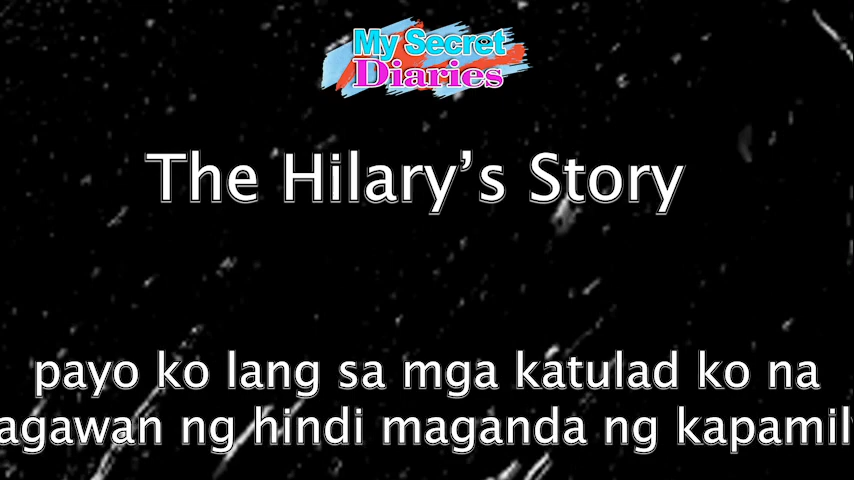 My Secret
Diaries
The Hilary’s Story
payo ko lang sa mga katulad ko na
ng hindi maganda ng